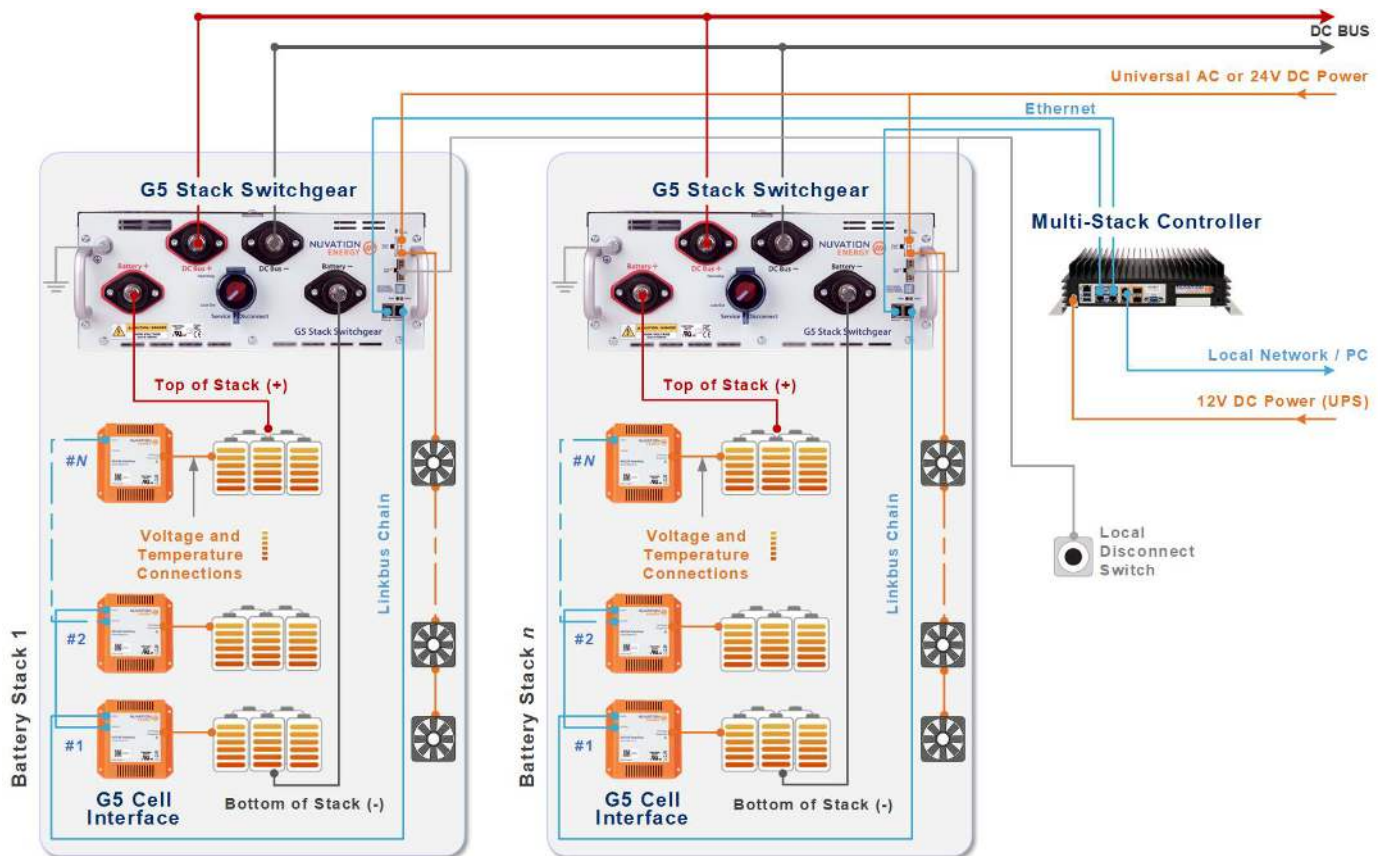 DC BUS
Universal AC or 24V DC Power
Ethernet
G5 Stack Switchgear
G5 Stack Switchgear
Multi-Stack Controller
NUVATION
ENERGY
DC Bus +
DC Bus −
Battery +
Battery −
Service Disconnect
G5 Stack Switchgear
NUVATION
ENERGY
DC Bus +
DC Bus −
Battery +
Battery −
Service Disconnect
G5 Stack Switchgear
Local Network / PC
12V DC Power (UPS)
Top of Stack (+)
Top of Stack (+)
#N
#N
Voltage and
Temperature
Connections
Voltage and
Temperature
Connections
Linkbus Chain
Linkbus Chain
Local
Disconnect
Switch
#2
#2
#1
#1
Battery Stack 1
Battery Stack n
G5 Cell
Interface
Bottom of Stack (-)
G5 Cell
Interface
Bottom of Stack (-)